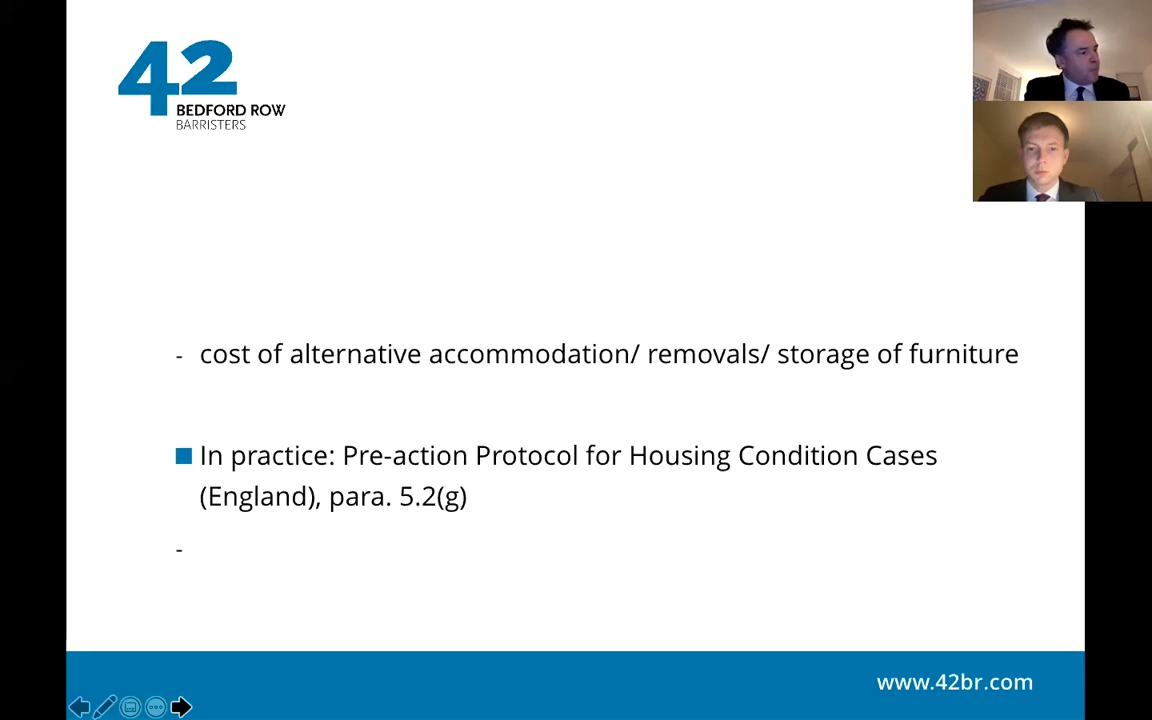 42
BEDFORD ROW
BARRISTERS
- cost of alternative accommodation/ removals/ storage of furniture
In practice: Pre-action Protocol for Housing Condition Cases
(England), para. 5.2(g)
-
www.42br.com